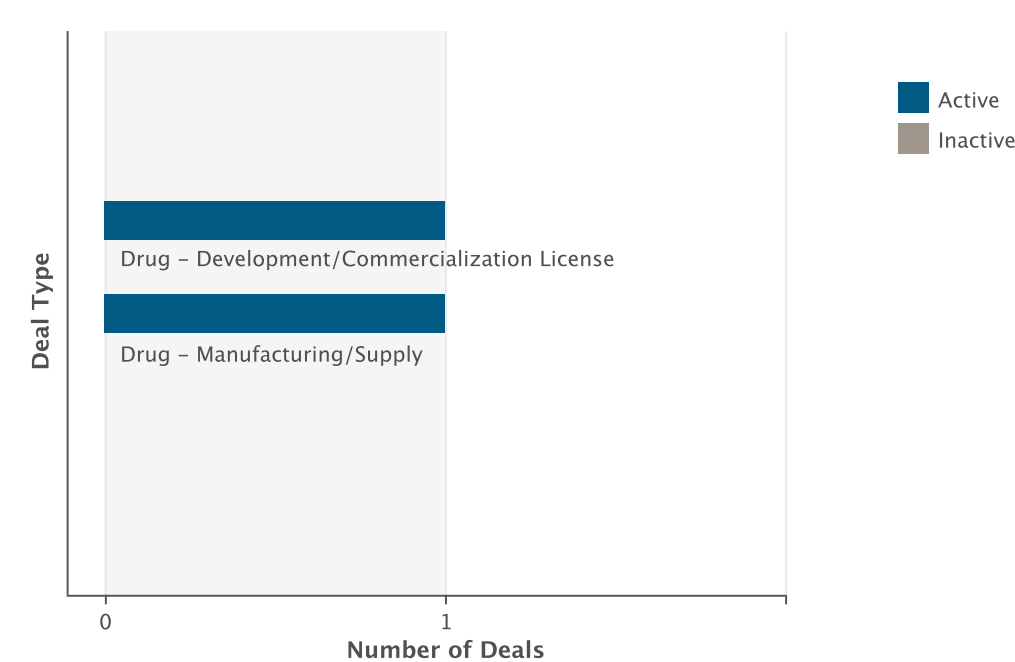 Active
Inactive
Deal Type
Drug – Development/Commercialization License
Drug – Manufacturing/Supply
0
1
Number of Deals